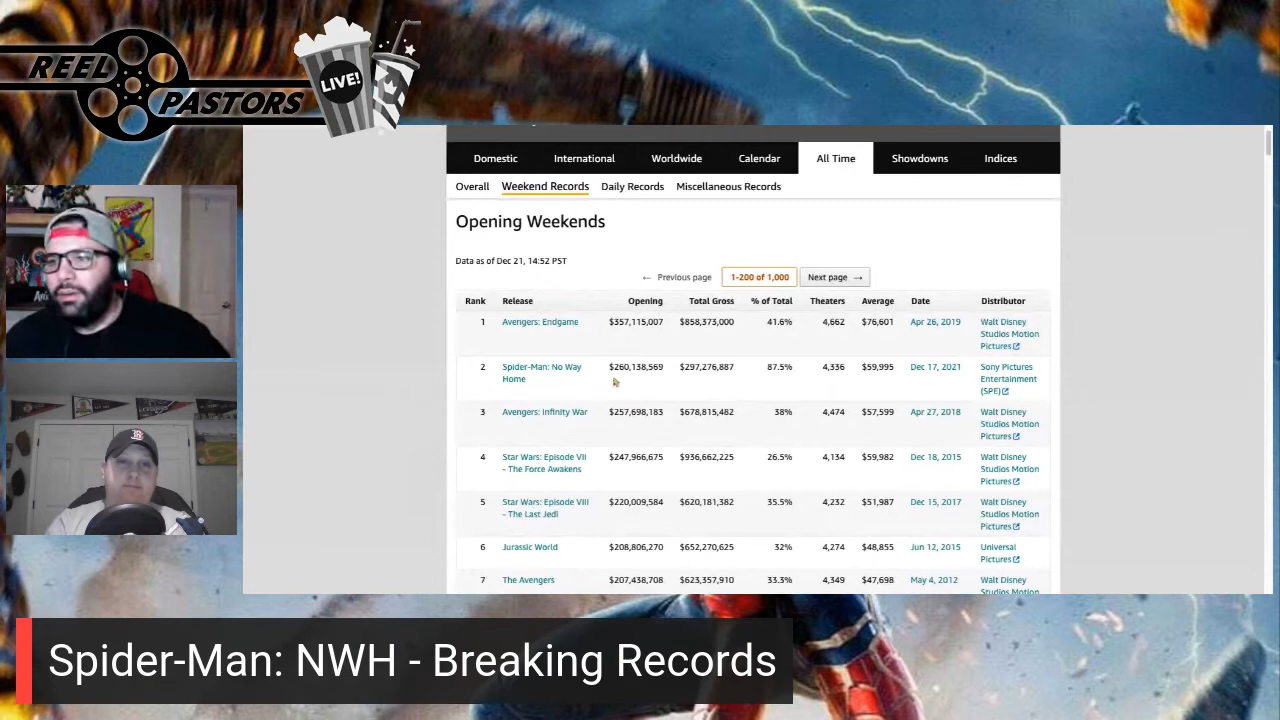 REEL
PASTORS
LIVE!
Domestic International Worldwide Calendar All Time Showdowns Indices
Overall Weekend Records Daily Records Miscellaneous Records
Opening Weekends
Data as of Dec 21, 14:52 PST
← Previous page 1-200 of 1,000 Next page →
Rank Release Opening Total Gross % of Total Theaters Average Date Distributor
1 Avengers: Endgame $357,115,007 $858,373,000 41.6% 4,662 $76,601 Apr 26, 2019 Walt Disney
Studios Motion
Pictures
2 Spider-Man: No Way $260,138,569 $297,276,887 87.5% 4,336 $59,995 Dec 17, 2021 Sony Pictures
Home Entertainment
(SPE)
3 Avengers: Infinity War $257,698,183 $678,815,482 38% 4,474 $57,599 Apr 27, 2018 Walt Disney
Studios Motion
Pictures
4 Star Wars: Episode VII $247,966,675 $936,662,225 26.5% 4,134 $59,982 Dec 18, 2015 Walt Disney
- The Force Awakens Studios Motion
Pictures
5 Star Wars: Episode VIII $220,009,584 $620,181,382 35.5% 4,232 $51,987 Dec 15, 2017 Walt Disney
- The Last Jedi Studios Motion
Pictures
6 Jurassic World $208,806,270 $652,270,625 32% 4,274 $48,855 Jun 12, 2015 Universal
Pictures
7 The Avengers $207,438,708 $623,357,910 33.3% 4,349 $47,698 May 4, 2012 Walt Disney
Studios Motion
Spider-Man: NWH - Breaking Records